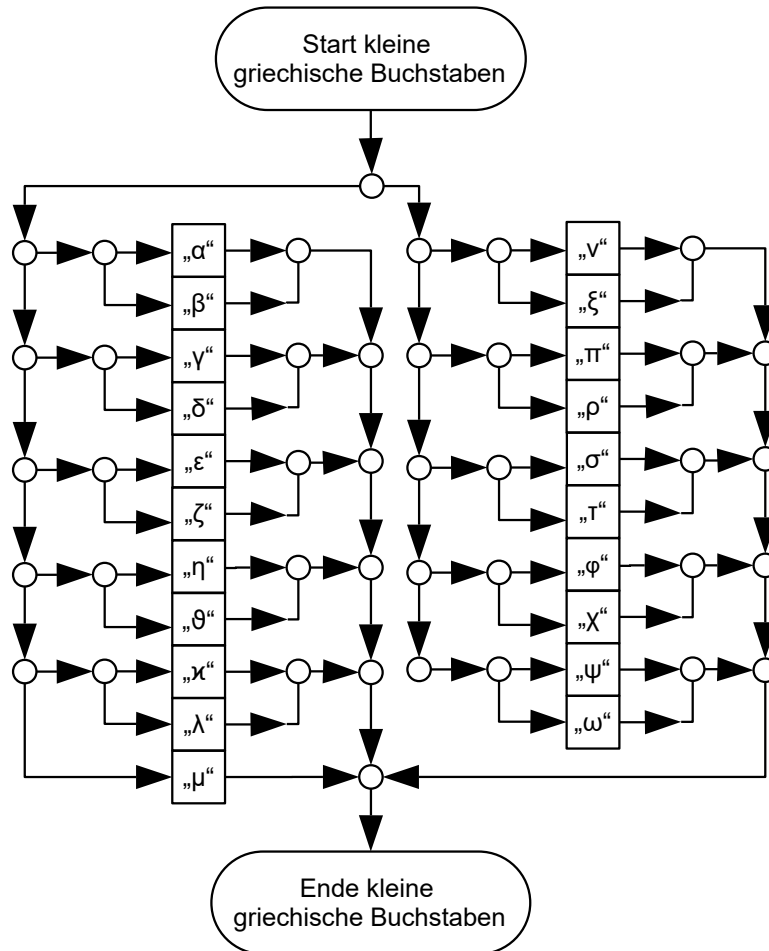 Start kleine
griechische Buchstaben
„α“
„β“
„γ“
„δ“
„ε“
„ζ“
„η“
„ϑ“
„ϰ“
„λ“
„μ“
„ν“
„ξ“
„π“
„ρ“
„σ“
„τ“
„φ“
„χ“
„ψ“
„ω“
Ende kleine
griechische Buchstaben